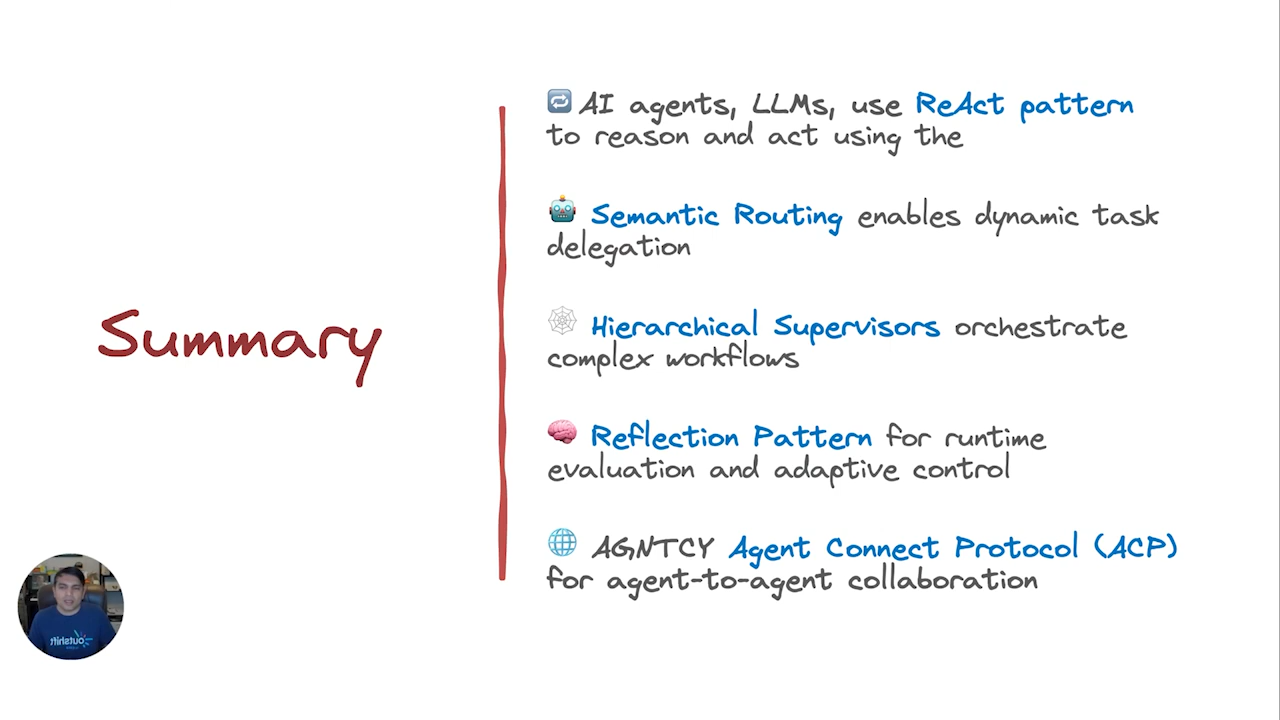 Summary
🔁 AI agents, LLMs, use ReAct pattern
to reason and act using the
🤖 Semantic Routing enables dynamic task
delegation
🕸️ Hierarchical Supervisors orchestrate
complex workflows
🧠 Reflection Pattern for runtime
evaluation and adaptive control
🌐 AGNTCY Agent Connect Protocol (ACP)
for agent-to-agent collaboration
outshift